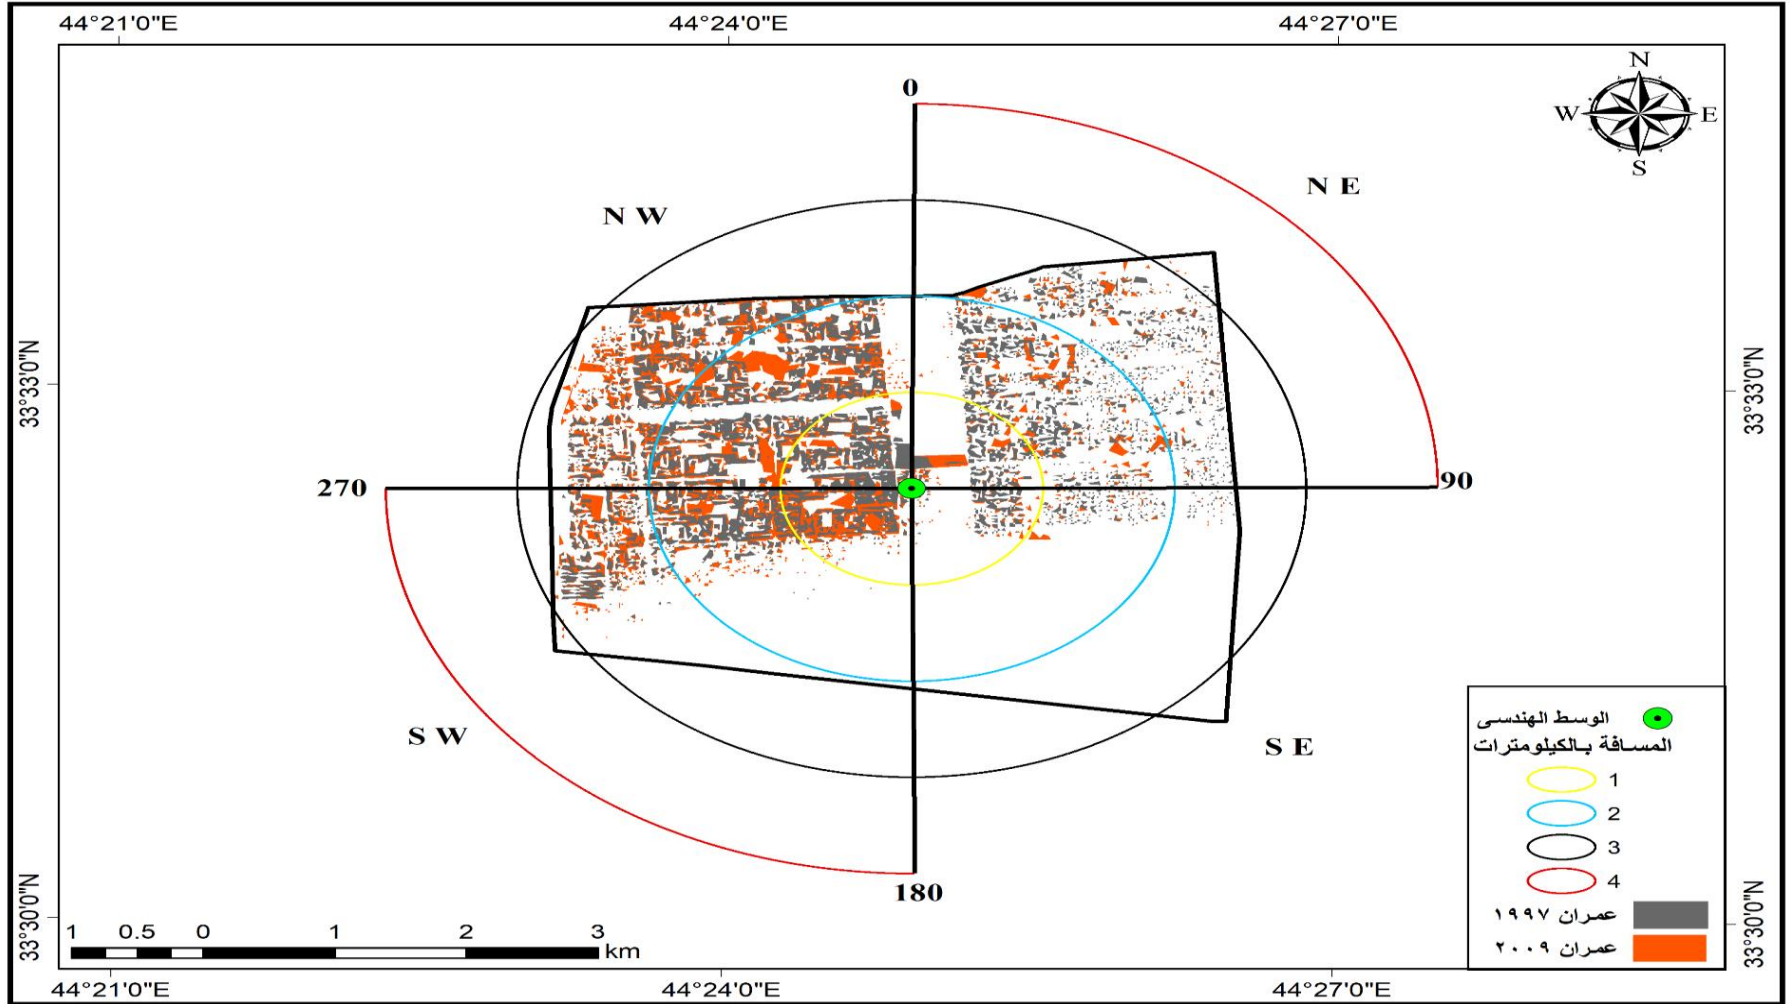 44°21'0"E 44°24'0"E 44°27'0"E
N
W E
S
0
N E
N W
33°33'0"N 33°33'0"N
270 90
S W S E
الوسط الهندسى
المسافة بالكيلومترات
1
2
3
4
عمران ١٩٩٧
عمران ٢٠٠٩
180
33°30'0"N 33°30'0"N
1 0.5 0 1 2 3
km
44°21'0"E 44°24'0"E 44°27'0"E